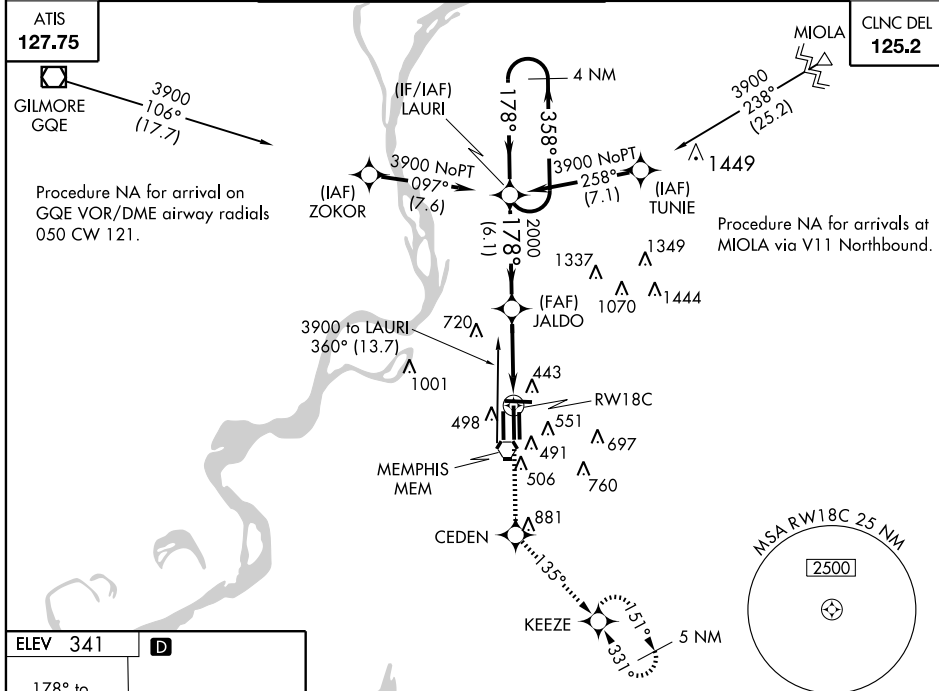 ATIS
127.75
CLNC DEL
125.2
MIOLA
GILMORE
GQE
3900
106°
(17.7)
(IF/IAF)
LAURI
4 NM
178°
358°
3900
238°
(25.2)
1449
3900 NoPT
097°
(7.6)
3900 NoPT
258°
(7.1)
(IAF)
ZOKOR
(IAF)
TUNIE
Procedure NA for arrival on
GQE VOR/DME airway radials
050 CW 121.
Procedure NA for arrivals at
MIOLA via V11 Northbound.
2000
178°
(6.1)
1337
1349
1070
1444
(FAF)
JALDO
720
3900 to LAURI
360° (13.7)
1001
443
RW18C
498
551
697
491
MEMPHIS
MEM
506
760
881
CEDEN
135°
KEEZE
151°
331°
5 NM
MSA RW18C 25 NM
2500
ELEV 341
D
178° to